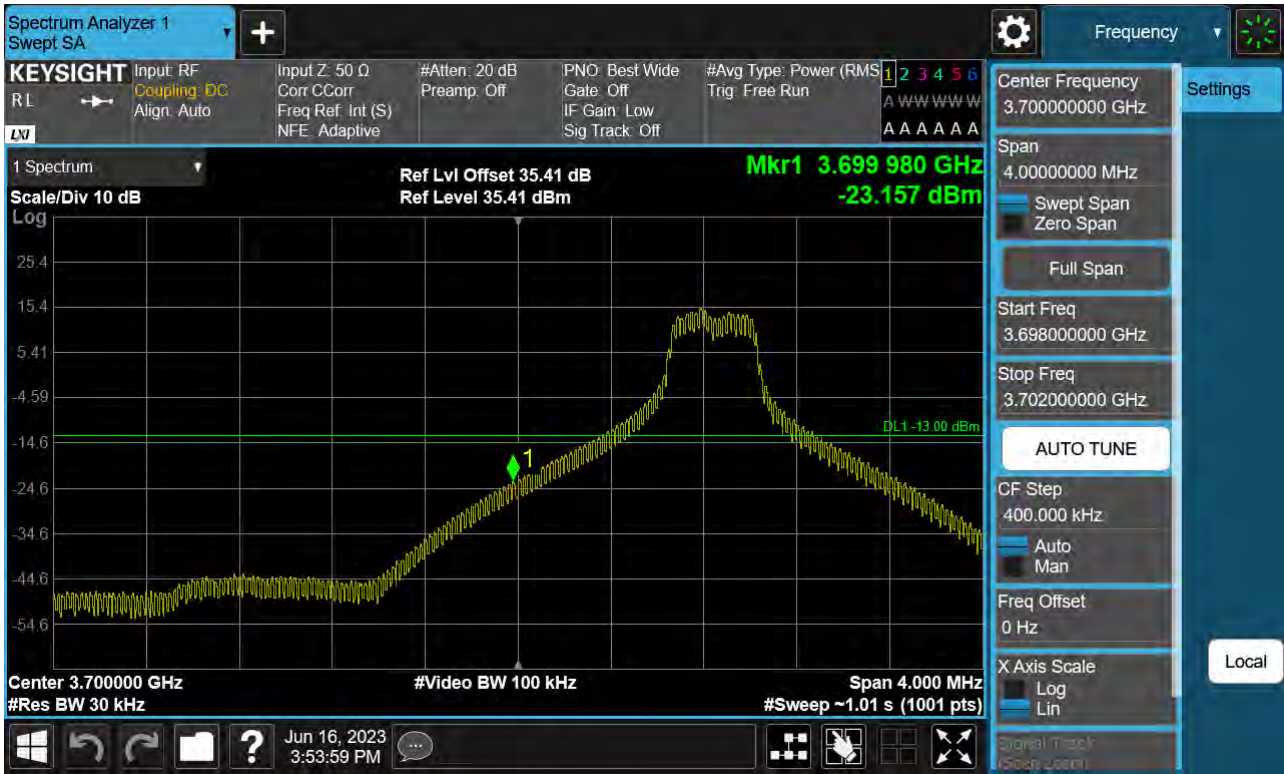 Spectrum Analyzer 1
Swept SA
+
Frequency
KEYSIGHT
RL
LXI
Input: RF
Coupling: DC
Align: Auto
Input Z: 50 Ω
Corr CCorr
Freq Ref: Int (S)
NFE: Adaptive
#Atten: 20 dB
Preamp: Off
PNO: Best Wide
Gate: Off
IF Gain: Low
Sig Track: Off
#Avg Type: Power (RMS
Trig: Free Run
1 2 3 4 5 6
A W W W W W
A A A A A A
1 Spectrum
Scale/Div 10 dB
Log
Ref Lvl Offset 35.41 dB
Ref Level 35.41 dBm
Mkr1 3.699 980 GHz
-23.157 dBm
25.4
15.4
5.41
-4.59
-14.6
-24.6
-34.6
-44.6
-54.6
DL1 -13.00 dBm
1
Center 3.700000 GHz
#Res BW 30 kHz
#Video BW 100 kHz
Span 4.000 MHz
#Sweep ~1.01 s (1001 pts)
Center Frequency
3.700000000 GHz
Span
4.00000000 MHz
Swept Span
Zero Span
Full Span
Start Freq
3.698000000 GHz
Stop Freq
3.702000000 GHz
AUTO TUNE
CF Step
400.000 kHz
Auto
Man
Freq Offset
0 Hz
X Axis Scale
Log
Lin
Signal Track
(Span Zoom)
Settings
Local
?
Jun 16, 2023
3:53:59 PM